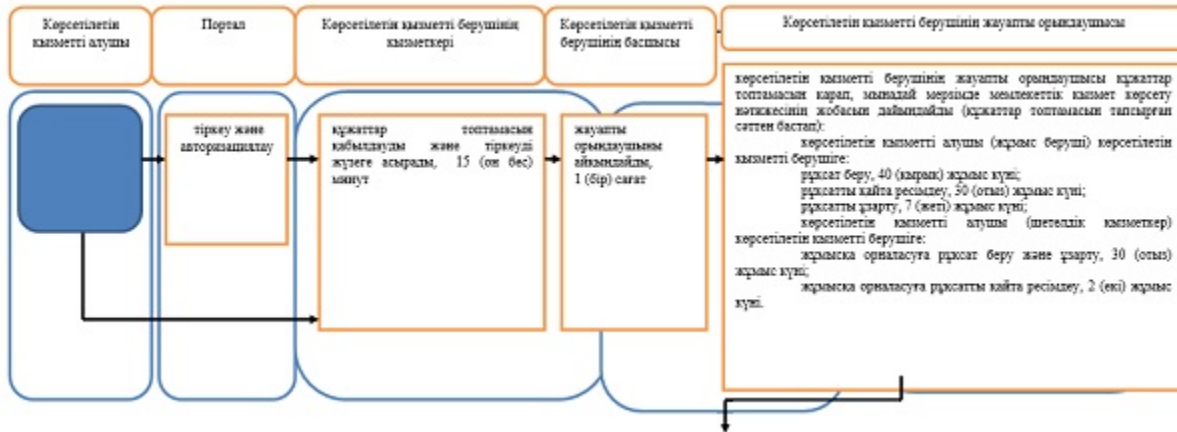 Көрсетілетін
қызметті алушы
Портал
Көрсетілетін қызметті берушінің
қызметкері
Көрсетілетін қызметті
берушінің басшысы
Көрсетілетін қызметті берушінің жауапты орындаушысы
тіркеу және
авторизациялау
құжаттар топтамасын
қабылдауды және тіркеуді
жүзеге асырады, 15 (он бес)
минут
жауапты
орындаушыны
айқындайды,
1 (бір) сағат
көрсетілетін қызметті берушінің жауапты орындаушысы құжаттар
топтамасын қарап, мынадай мерзімде мемлекеттік қызмет көрсету
нәтижесінің жобасын дайындайды (құжаттар топтамасын тапсырған
сәттен бастап):
көрсетілетін қызметті алушы (жұмыс беруші) көрсетілетін
қызметті берушіге:
рұқсат беру, 40 (қырық) жұмыс күні;
рұқсатты қайта ресімдеу, 30 (отыз) жұмыс күні;
рұқсатты ұзарту, 7 (жеті) жұмыс күні;
көрсетілетін қызметті алушы (шетелдік қызметкер)
көрсетілетін қызметті берушіге:
жұмысқа орналасуға рұқсат беру және ұзарту, 30 (отыз)
жұмыс күні;
жұмысқа орналасуға рұқсатты қайта ресімдеу, 2 (екі) жұмыс
күні.